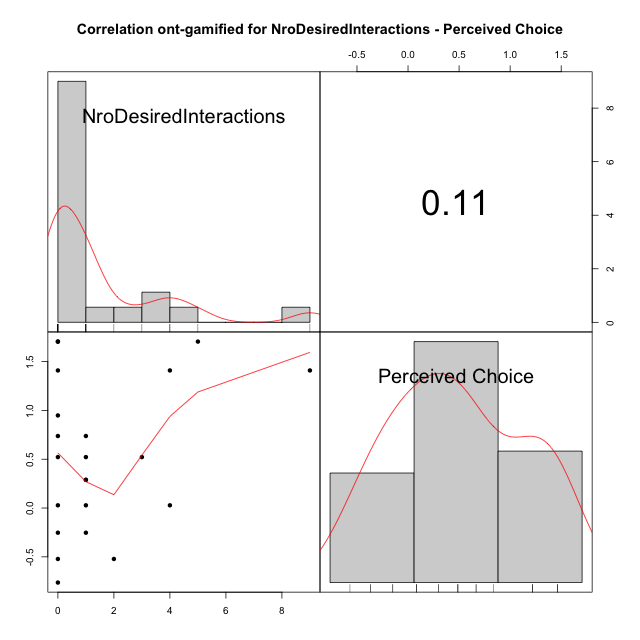 Correlation ont-gamified for NroDesiredInteractions - Perceived Choice
-0.5 0.0 0.5 1.0 1.5
NroDesiredInteractions
0.11
8
6
4
2
0
1.5
1.0
0.5
0.0
-0.5
Perceived Choice
0 2 4 6 8